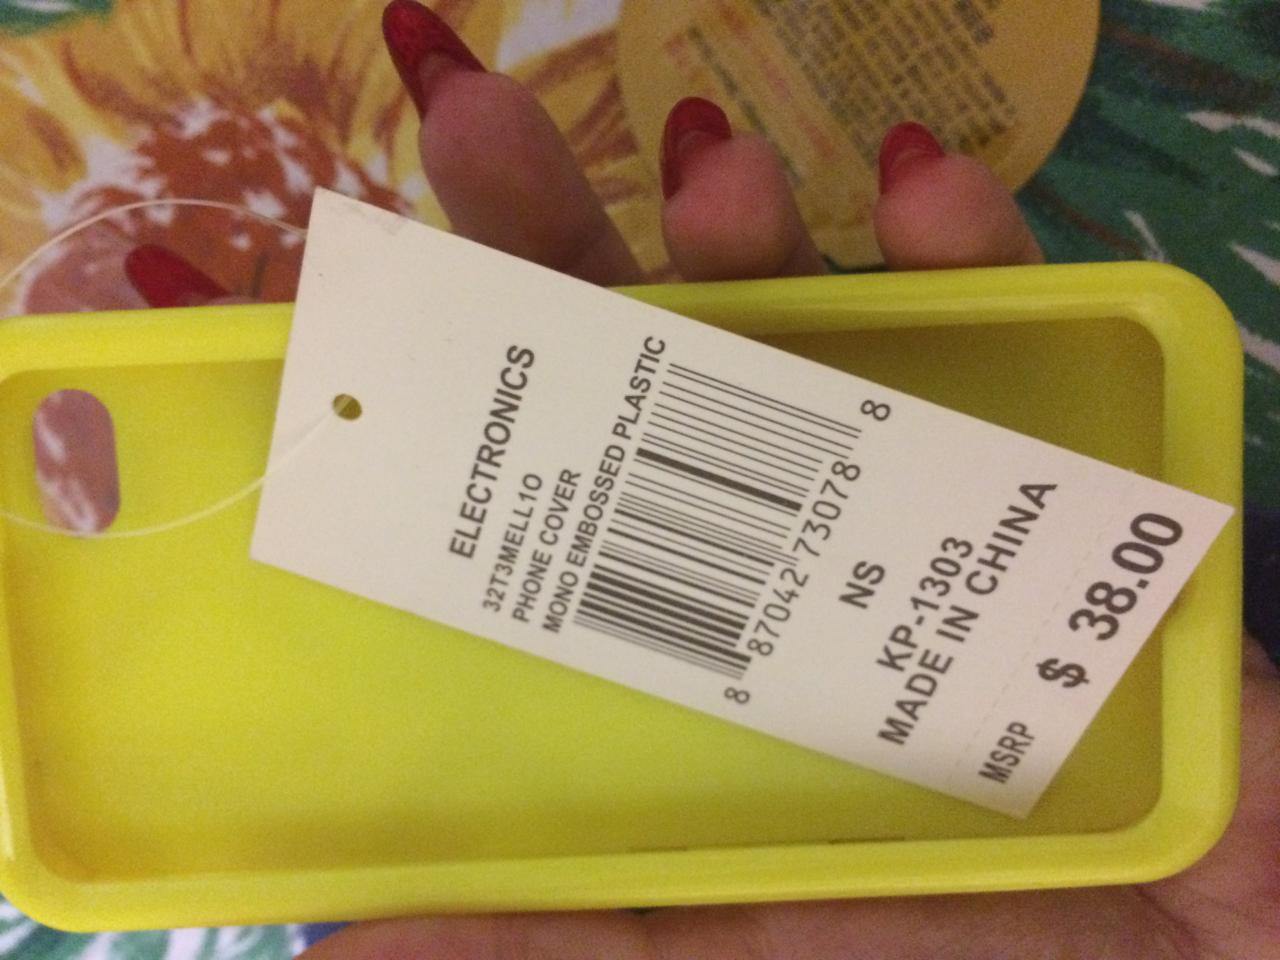 ELECTRONICS
32T3MELL10
PHONE COVER
MONO EMBOSSED PLASTIC
8 87042 73078 8
NS
KP-1303
MADE IN CHINA
MSRP $ 38.00